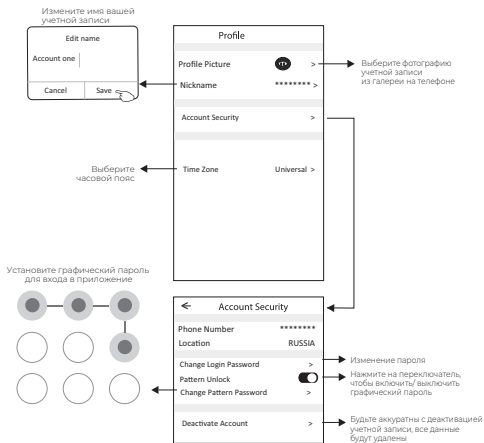 Измените имя вашей
учетной записи
Edit name
Account one
Cancel
Save
Profile
Profile Picture >
Nickname ******** >
Account Security >
Time Zone Universal >
Выберите фотографию
учетной записи
из галереи на телефоне
Выберите
часовой пояс
Установите графический пароль
для входа в приложение
Account Security
Phone Number ********
Location RUSSIA
Change Login Password >
Pattern Unlock
Change Pattern Password >
Deactivate Account >
Изменение пароля
Нажмите на переключатель,
чтобы включить/ выключить
графический пароль
Будьте аккуратны с деактивацией
учетной записи, все данные
будут удалены